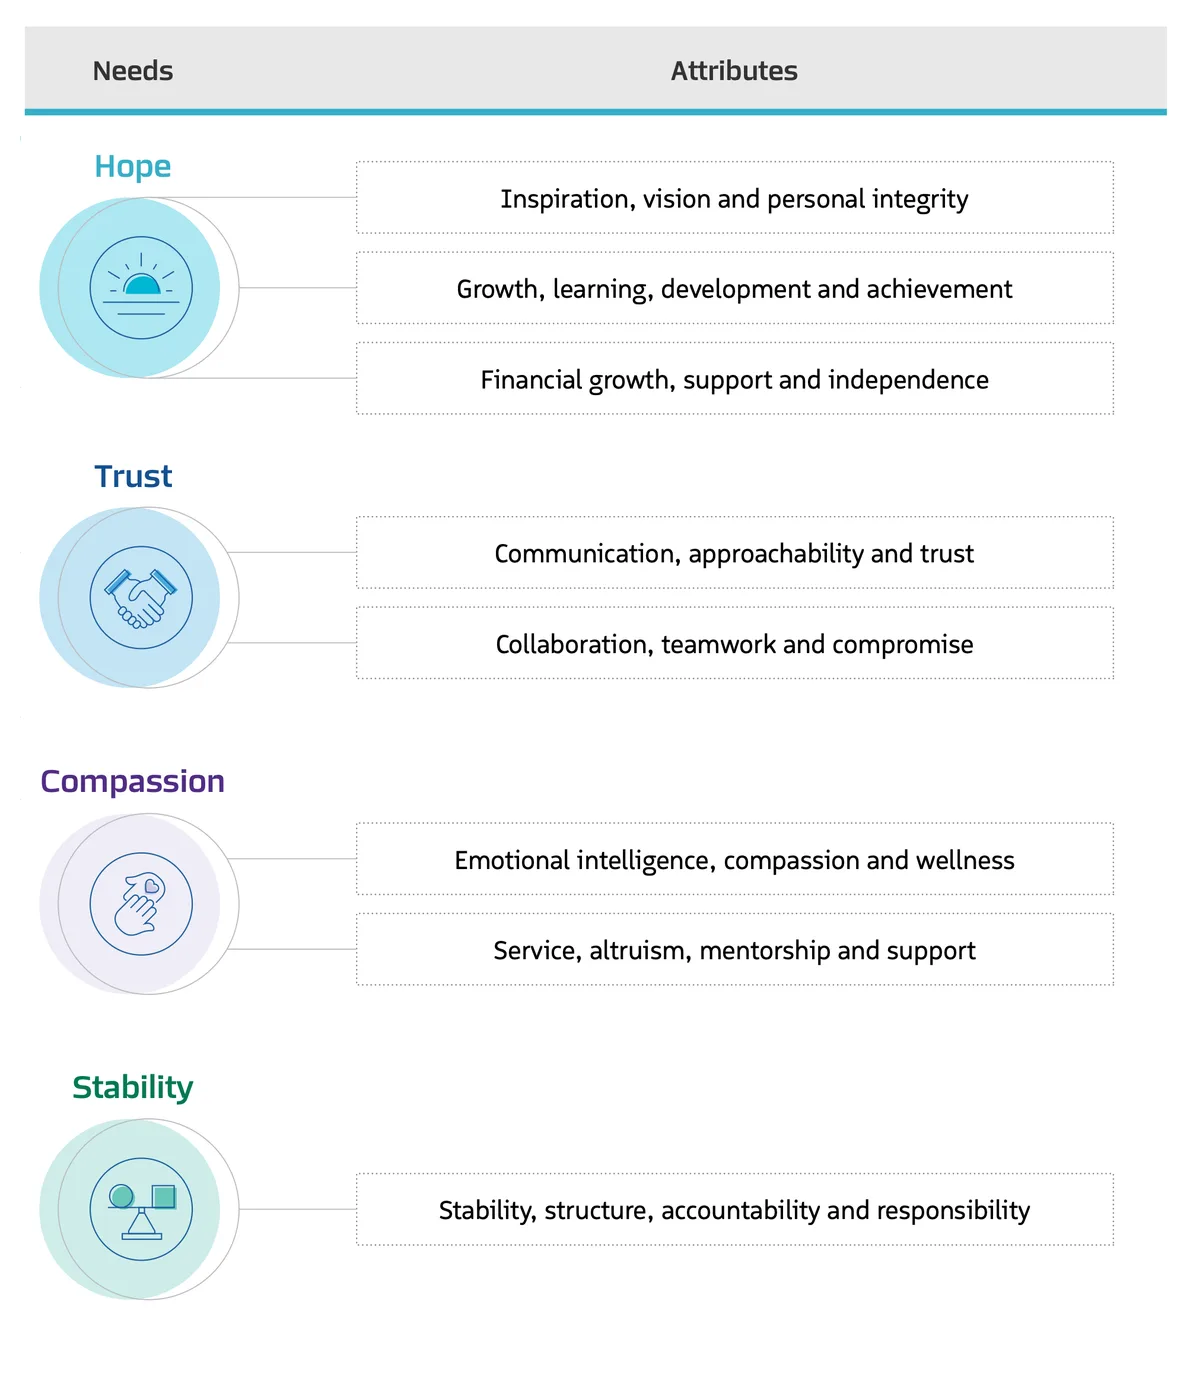 Needs
Attributes
Hope
Inspiration, vision and personal integrity
Growth, learning, development and achievement
Financial growth, support and independence
Trust
Communication, approachability and trust
Collaboration, teamwork and compromise
Compassion
Emotional intelligence, compassion and wellness
Service, altruism, mentorship and support
Stability
Stability, structure, accountability and responsibility